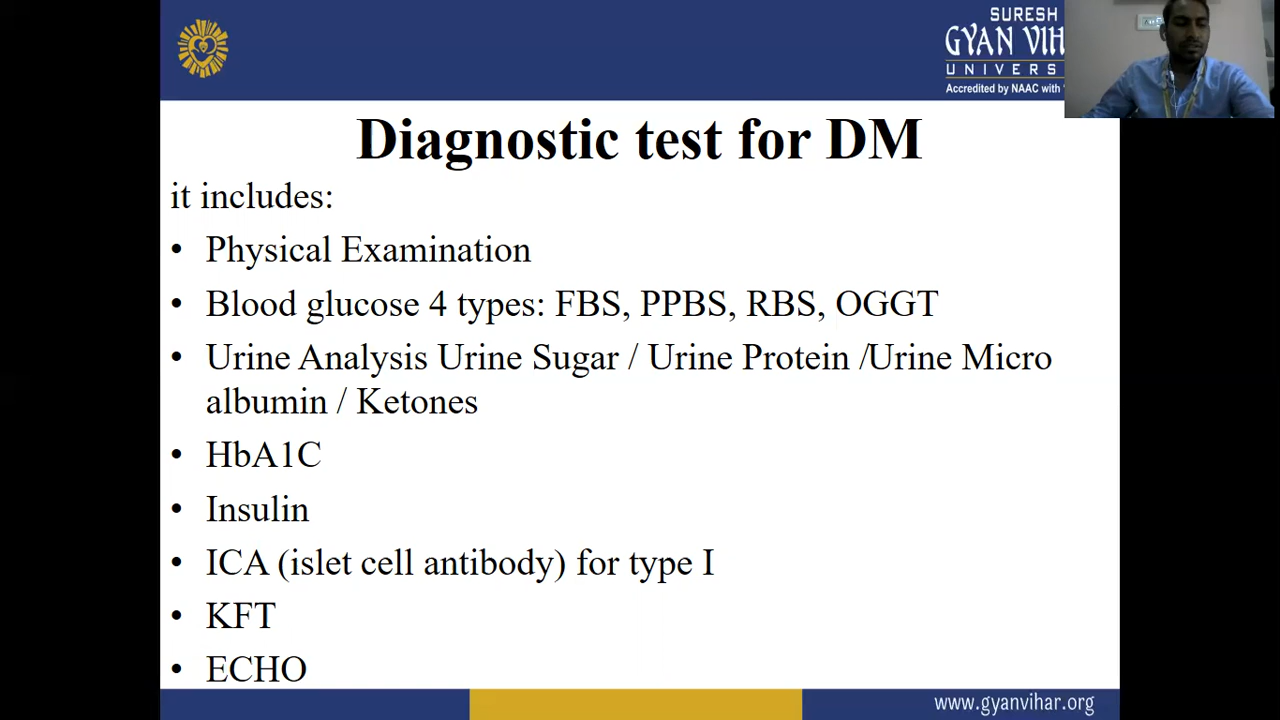 SURESH
GYAN VIH
UNIVERS
Accredited by NAAC with
Diagnostic test for DM
it includes:
• Physical Examination
• Blood glucose 4 types: FBS, PPBS, RBS, OGGT
• Urine Analysis Urine Sugar / Urine Protein /Urine Micro
albumin / Ketones
• HbA1C
• Insulin
• ICA (islet cell antibody) for type I
• KFT
• ECHO
www.gyanvihar.org